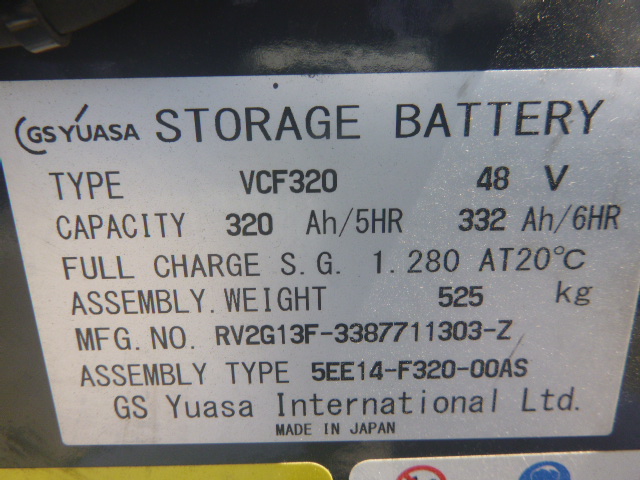 GS YUASA STORAGE BATTERY
TYPE VCF320 48 V
CAPACITY 320 Ah/5HR 332 Ah/6HR
FULL CHARGE S.G. 1.280 AT20℃
ASSEMBLY.WEIGHT 525 kg
MFG.NO. RV2G13F-3387711303-Z
ASSEMBLY TYPE 5EE14-F320-00AS
GS Yuasa International Ltd.
MADE IN JAPAN